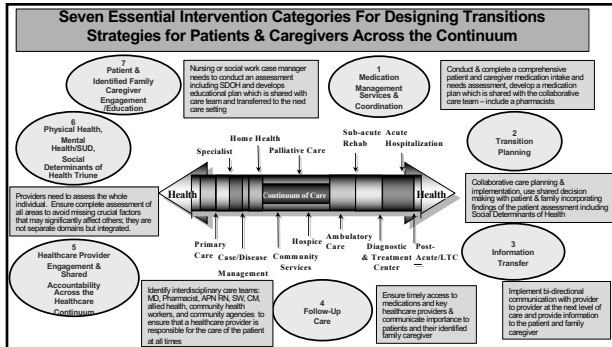 Seven Essential Intervention Categories For Designing Transitions
Strategies for Patients & Caregivers Across the Continuum
7
Patient &
Identified Family
Caregiver
Engagement
/Education
Nursing or social work case manager
needs to conduct an assessment
including SDOH and develops
educational plan which is shared with
care team and transferred to the next
care setting
1
Medication
Management
Services &
Coordination
Conduct & complete a comprehensive
patient and caregiver medication intake and
needs assessment, develop a medication
plan which is shared with the collaborative
care team – include a pharmacists
6
Physical Health,
Mental
Health/SUD,
Social
Determinants of
Health Triune
Providers need to assess the whole
individual. Ensure complete assessment of
all areas to avoid missing crucial factors
that may significantly affect others; they are
not separate domains but integrated.
2
Transition
Planning
Collaborative care planning &
implementation, use shared decision
making with patient & family incorporating
findings of the patient assessment including
Social Determinants of Health
Specialist
Home Health
Palliative Care
Sub-acute
Rehab
Acute
Hospitalization
Health
Continuum of Care
Health
Primary
Care
Case/Disease
Management
Community
Services
Hospice
Ambulatory
Care
Diagnostic &
Treatment
Center
Post-
Acute/LTC
5
Healthcare Provider
Engagement &
Shared
Accountability
Across the
Healthcare
Continuum
Identify interdisciplinary care teams:
MD, Pharmacist, APN RN, SW, CM,
allied health, community health
workers, and community agencies to
ensure that a healthcare provider is
responsible for the care of the patient
at all times
4
Follow-Up
Care
Ensure timely access to
medications and key
healthcare providers &
communicate importance to
patients and their identified
family caregiver
3
Information
Transfer
Implement bi-directional
communication with provider to
provider at the next level of
care and provide information
to the patient and family
caregiver